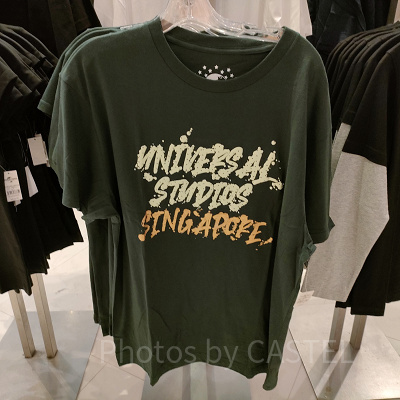 UNIVERSAL
STUDIOS
SINGAPORE
Photos by CASTEL